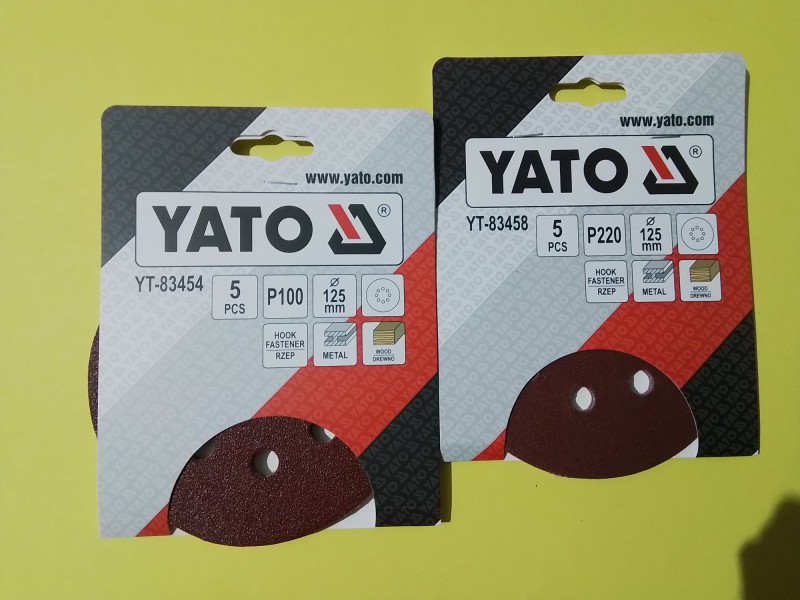 www.yato.com
YATO ®
YT-83454
5 PCS
P100
Ø 125 mm
HOOK FASTENER RZEP
METAL
WOOD DREWNO
www.yato.com
YATO ®
YT-83458
5 PCS
P220
Ø 125 mm
HOOK FASTENER RZEP
METAL
WOOD DREWNO